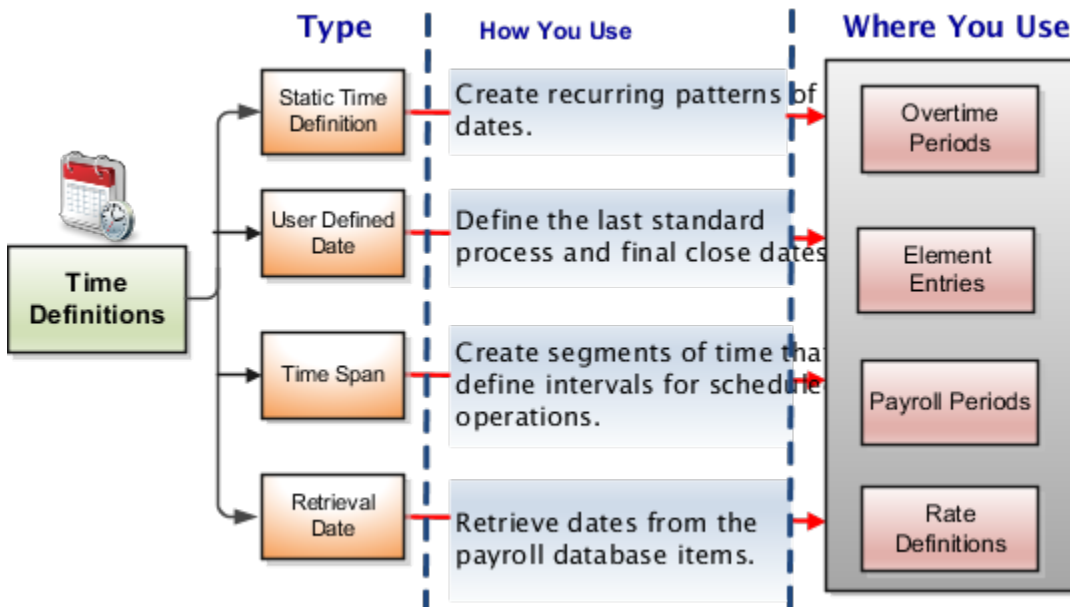 Type
How You Use
Where You Use
Static Time
Definition
Create recurring patterns of
dates.
Overtime
Periods
User Defined
Date
Define the last standard
process and final close dates
Element
Entries
Time
Definitions
Time Span
Create segments of time that
define intervals for schedule
operations.
Payroll Periods
Retrieval
Date
Retrieve dates from the
payroll database items.
Rate
Definitions